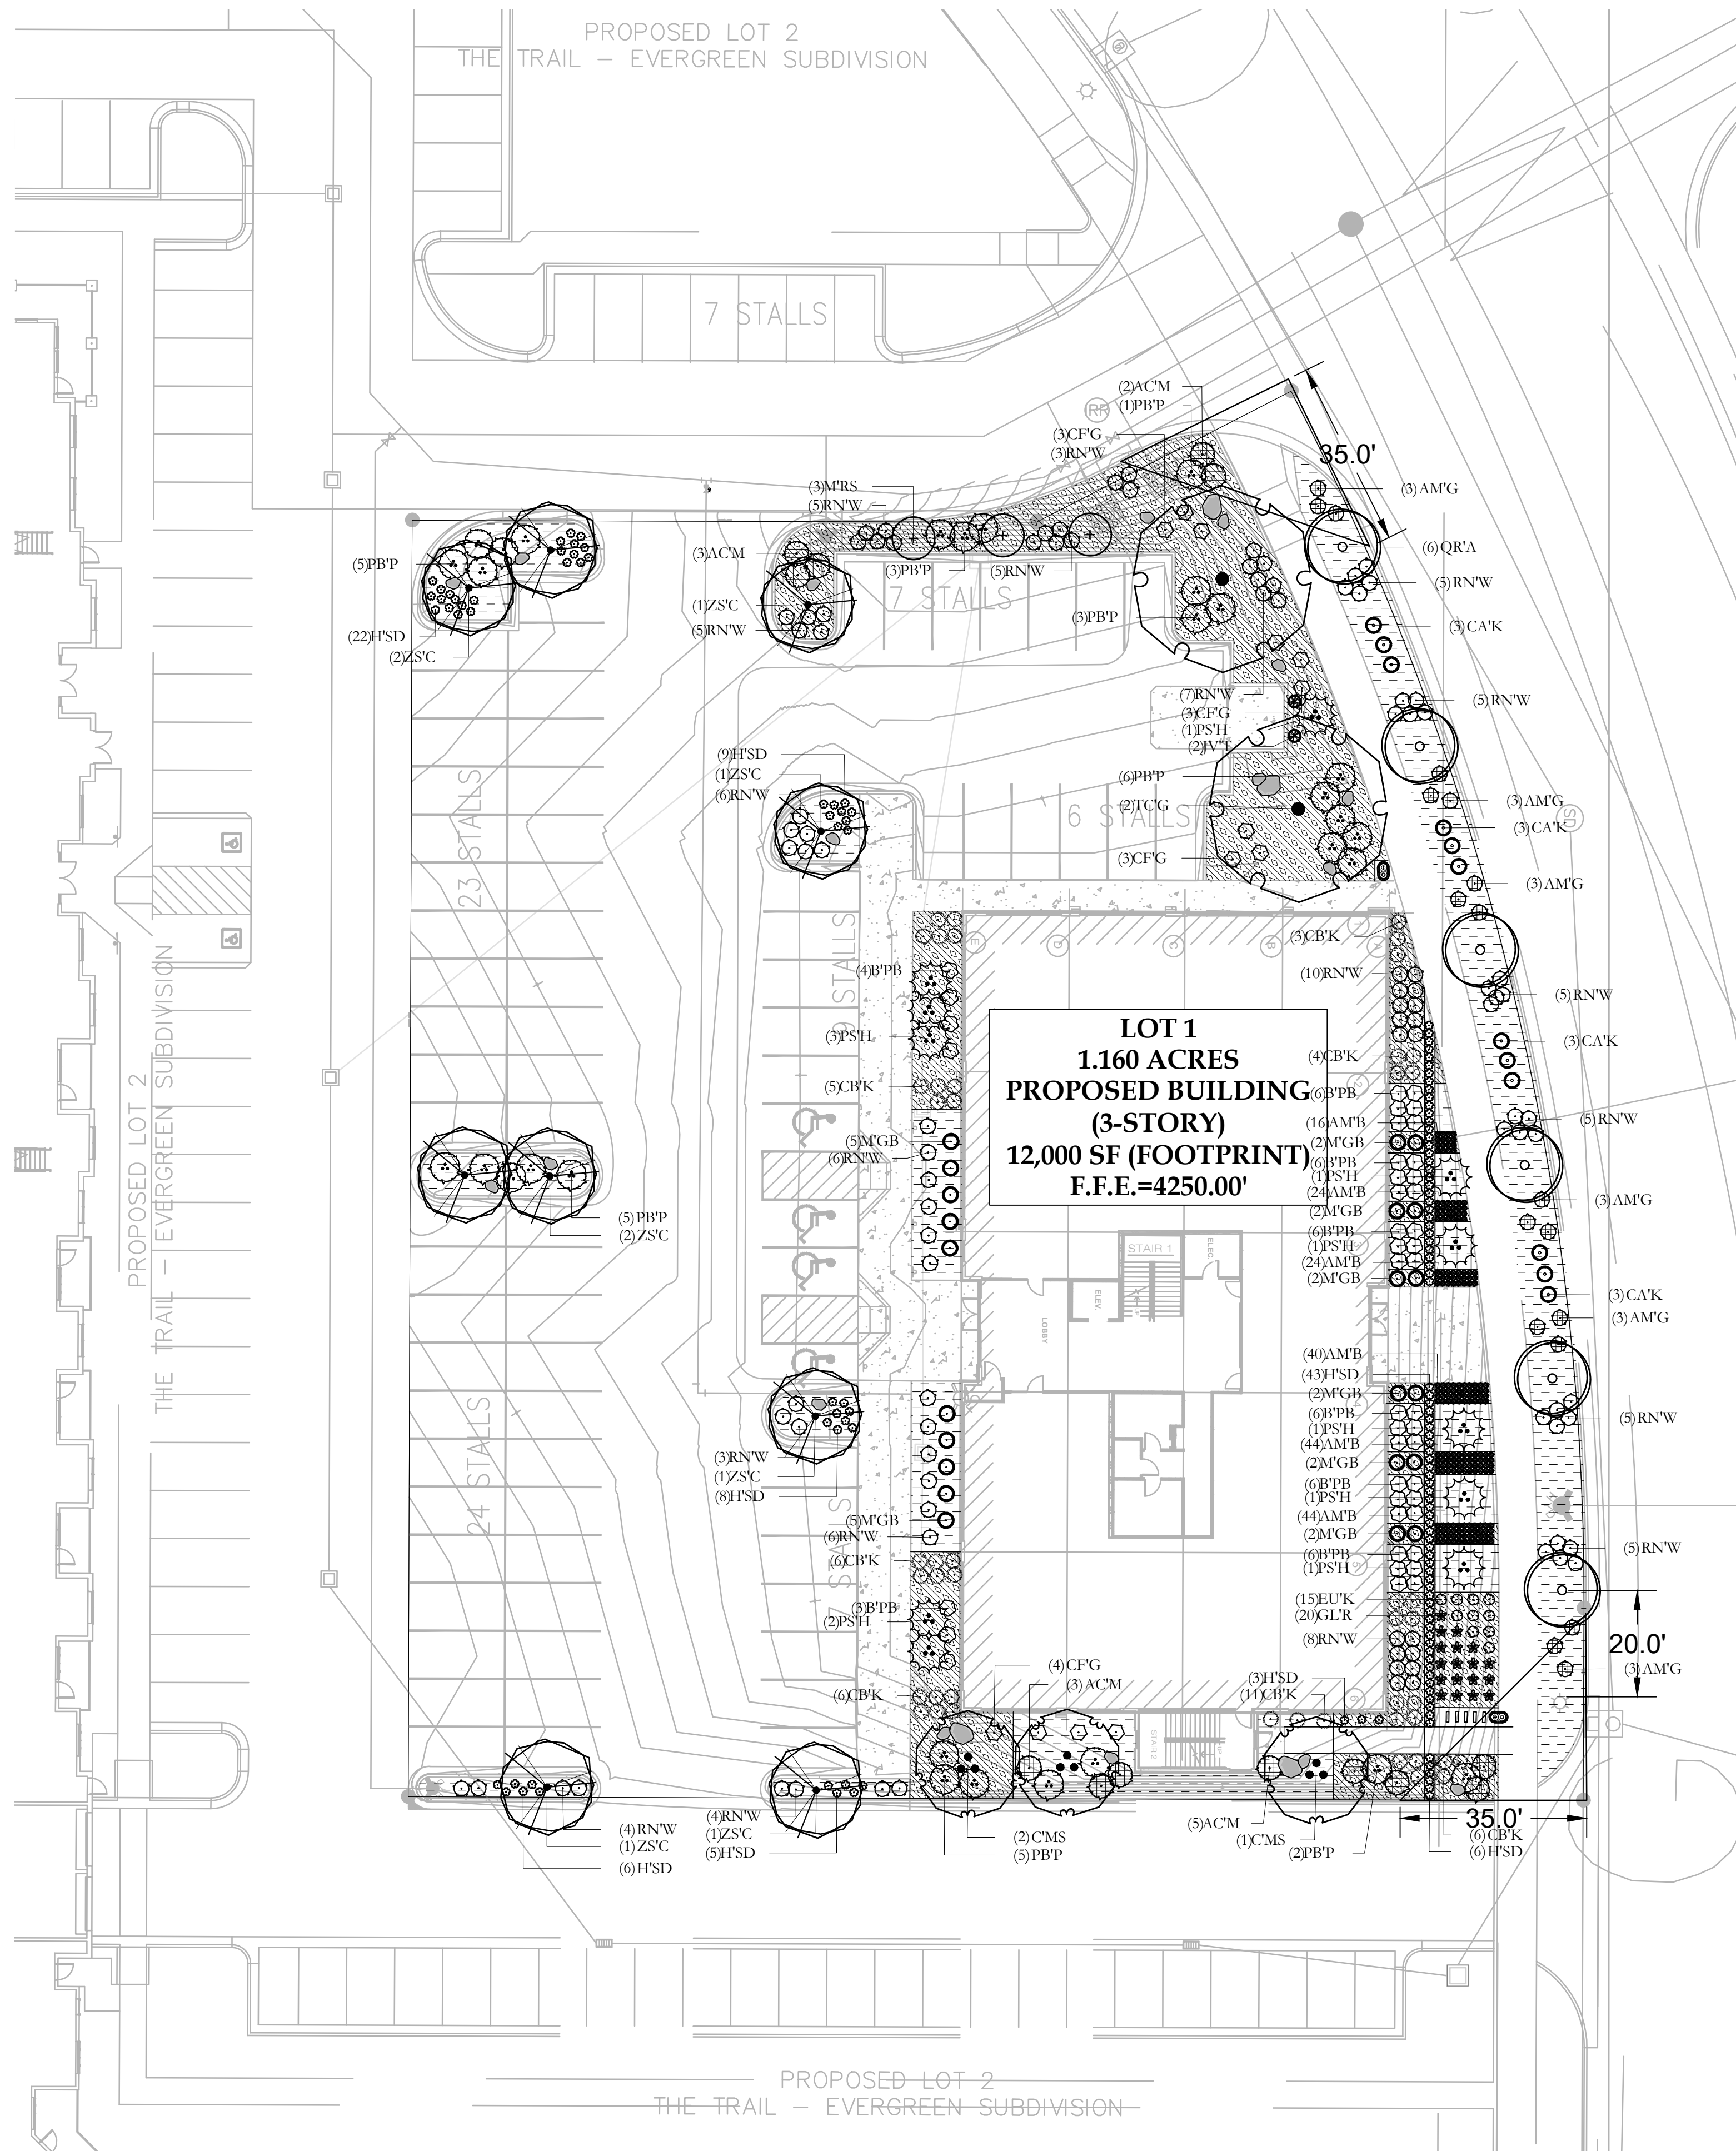 PROPOSED LOT 2
THE TRAIL – EVERGREEN SUBDIVISION
7 STALLS
(2)AC'M
(1)PB'P
RR
(3)CF'G
(3)RN'W
35.0'
(3)M'RS
(5)RN'W
(3)AM'G
(3)AC'M
(6)QR'A
(5)PB'P
(3)PB'P
(5)RN'W
(5)RN'W
7 STALLS
(1)ZS'C
(3)PB'P
(5)RN'W
(3)CA'K
(22)H'SD
(2)ZS'C
(7)RN'W
(5)RN'W
(3)CF'G
(1)PS'H
(2)JV'T
(9)H'SD
(1)ZS'C
(6)RN'W
(6)PB'P
(2)TC'G
(3)AM'G
6 STALLS
(3)CA'K
SD
(3)CF'G
(3)AM'G
23 STALLS
(3)CB'K
E
D
C
B
A
(4)B'PB
9 STALLS
(10)RN'W
(5)RN'W
(3)PS'H
LOT 1
1.160 ACRES
PROPOSED BUILDING
(3-STORY)
12,000 SF (FOOTPRINT)
F.F.E.=4250.00'
(3)CA'K
(4)CB'K
(5)CB'K
2
(6)B'PB
(16)AM'B
(5)RN'W
(5)M'GB
(6)RN'W
(2)M'GB
(6)B'PB
(1)PS'H
(24)AM'B
(3)AM'G
(2)M'GB
(5)PB'P
(2)ZS'C
(6)B'PB
(1)PS'H
(24)AM'B
(2)M'GB
STAIR 1
ELEC.
ELEV.
LOBBY
PROPOSED LOT 2
THE TRAIL – EVERGREEN SUBDIVISION
(3)CA'K
(3)AM'G
(40)AM'B
(43)H'SD
(2)M'GB
(6)B'PB
(1)PS'H
(44)AM'B
(2)M'GB
(5)RN'W
(3)RN'W
(1)ZS'C
(8)H'SD
24 STALLS
7 STALLS
(6)B'PB
(1)PS'H
(44)AM'B
(2)M'GB
(5)M'GB
(6)RN'W
(6)CB'K
(6)B'PB
(1)PS'H
(5)RN'W
(3)B'PB
(2)PS'H
(15)EU'K
(20)GL'R
(8)RN'W
20.0'
(4)CF'G
(3)AC'M
(3)H'SD
(11)CB'K
6
(3)AM'G
(6)CB'K
STAIR 2
(4)RN'W
(1)ZS'C
(6)H'SD
(4)RN'W
(1)ZS'C
(5)H'SD
(2)C'MS
(5)PB'P
(5)AC'M
(1)C'MS
(2)PB'P
35.0'
(6)CB'K
(6)H'SD
PROPOSED LOT 2
THE TRAIL – EVERGREEN SUBDIVISION